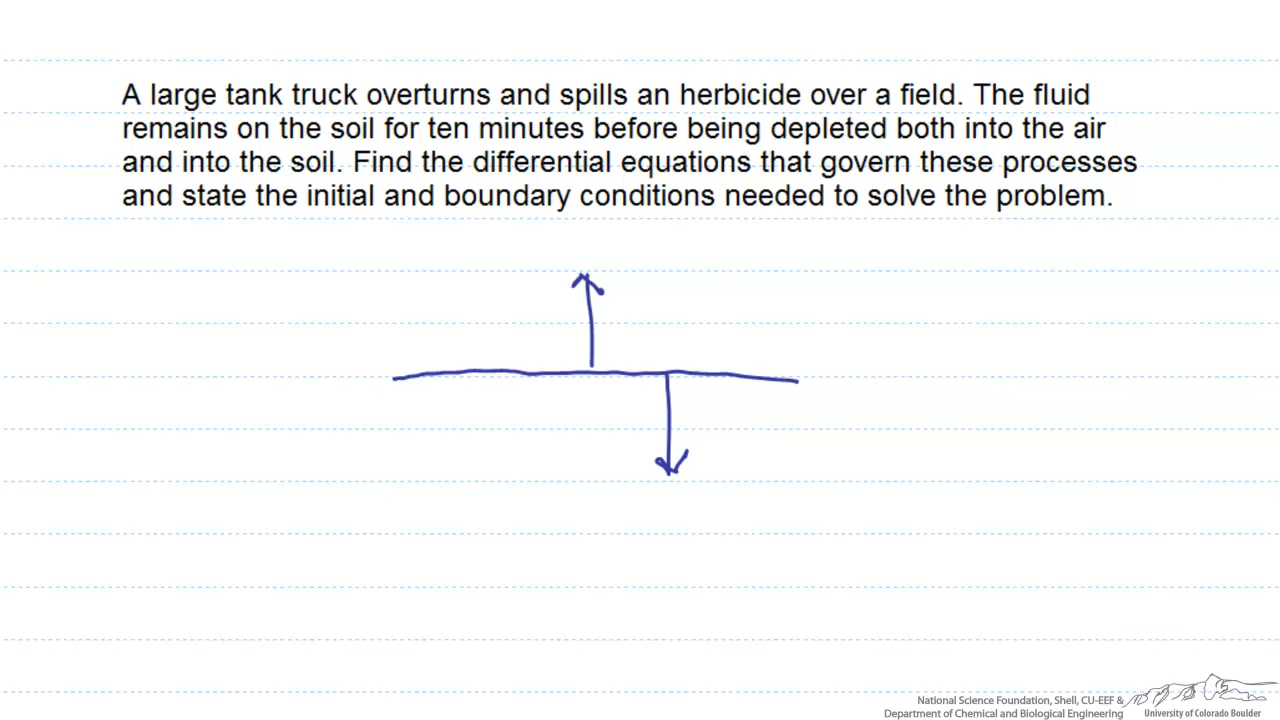 A large tank truck overturns and spills an herbicide over a field. The fluid
remains on the soil for ten minutes before being depleted both into the air
and into the soil. Find the differential equations that govern these processes
and state the initial and boundary conditions needed to solve the problem.
National Science Foundation, Shell, CU-EEF &
Department of Chemical and Biological Engineering
University of Colorado Boulder